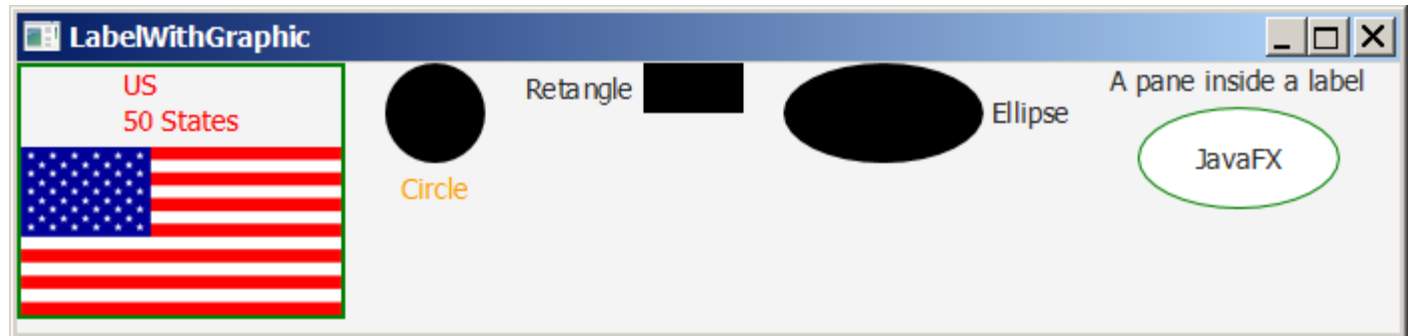 LabelWithGraphic
US
50 States
Circle
Retangle
Ellipse
A pane inside a label
JavaFX